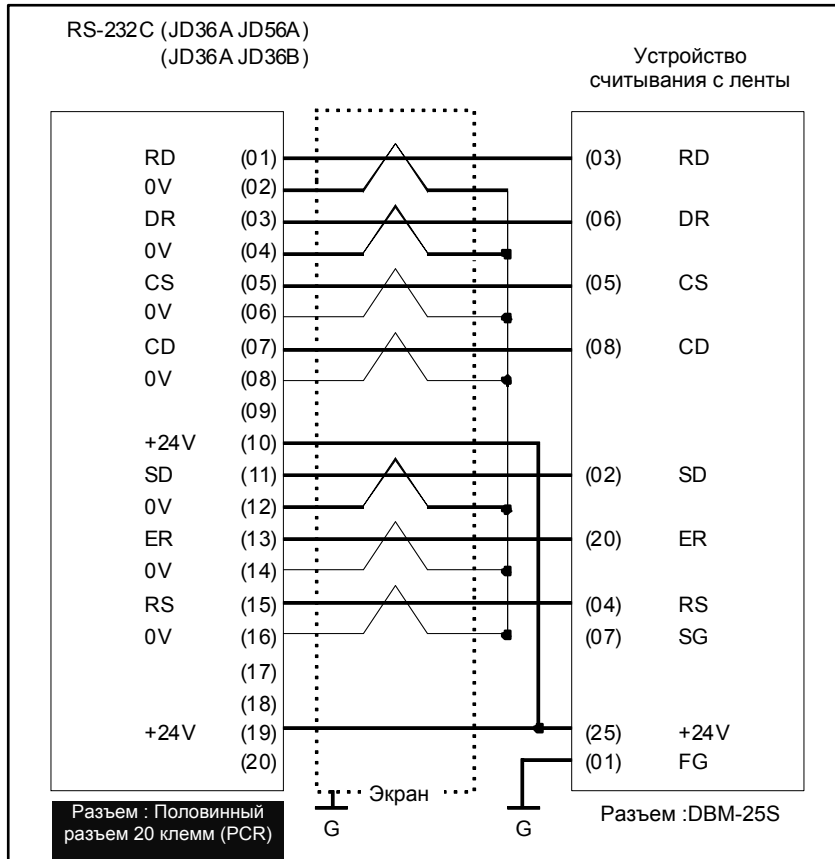 RS-232C (JD36A JD56A)
(JD36A JD36B)
Устройство
считывания с ленты
RD (01) (03) RD
0V (02)
DR (03) (06) DR
0V (04)
CS (05) (05) CS
0V (06)
CD (07) (08) CD
0V (08)
(09)
+24V (10)
SD (11) (02) SD
0V (12)
ER (13) (20) ER
0V (14)
RS (15) (04) RS
0V (16) (07) SG
(17)
(18)
+24V (19) (25) +24V
(20) (01) FG
Экран
G G
Разъем : Половинный
разъем 20 клемм (PCR)
Разъем :DBM-25S